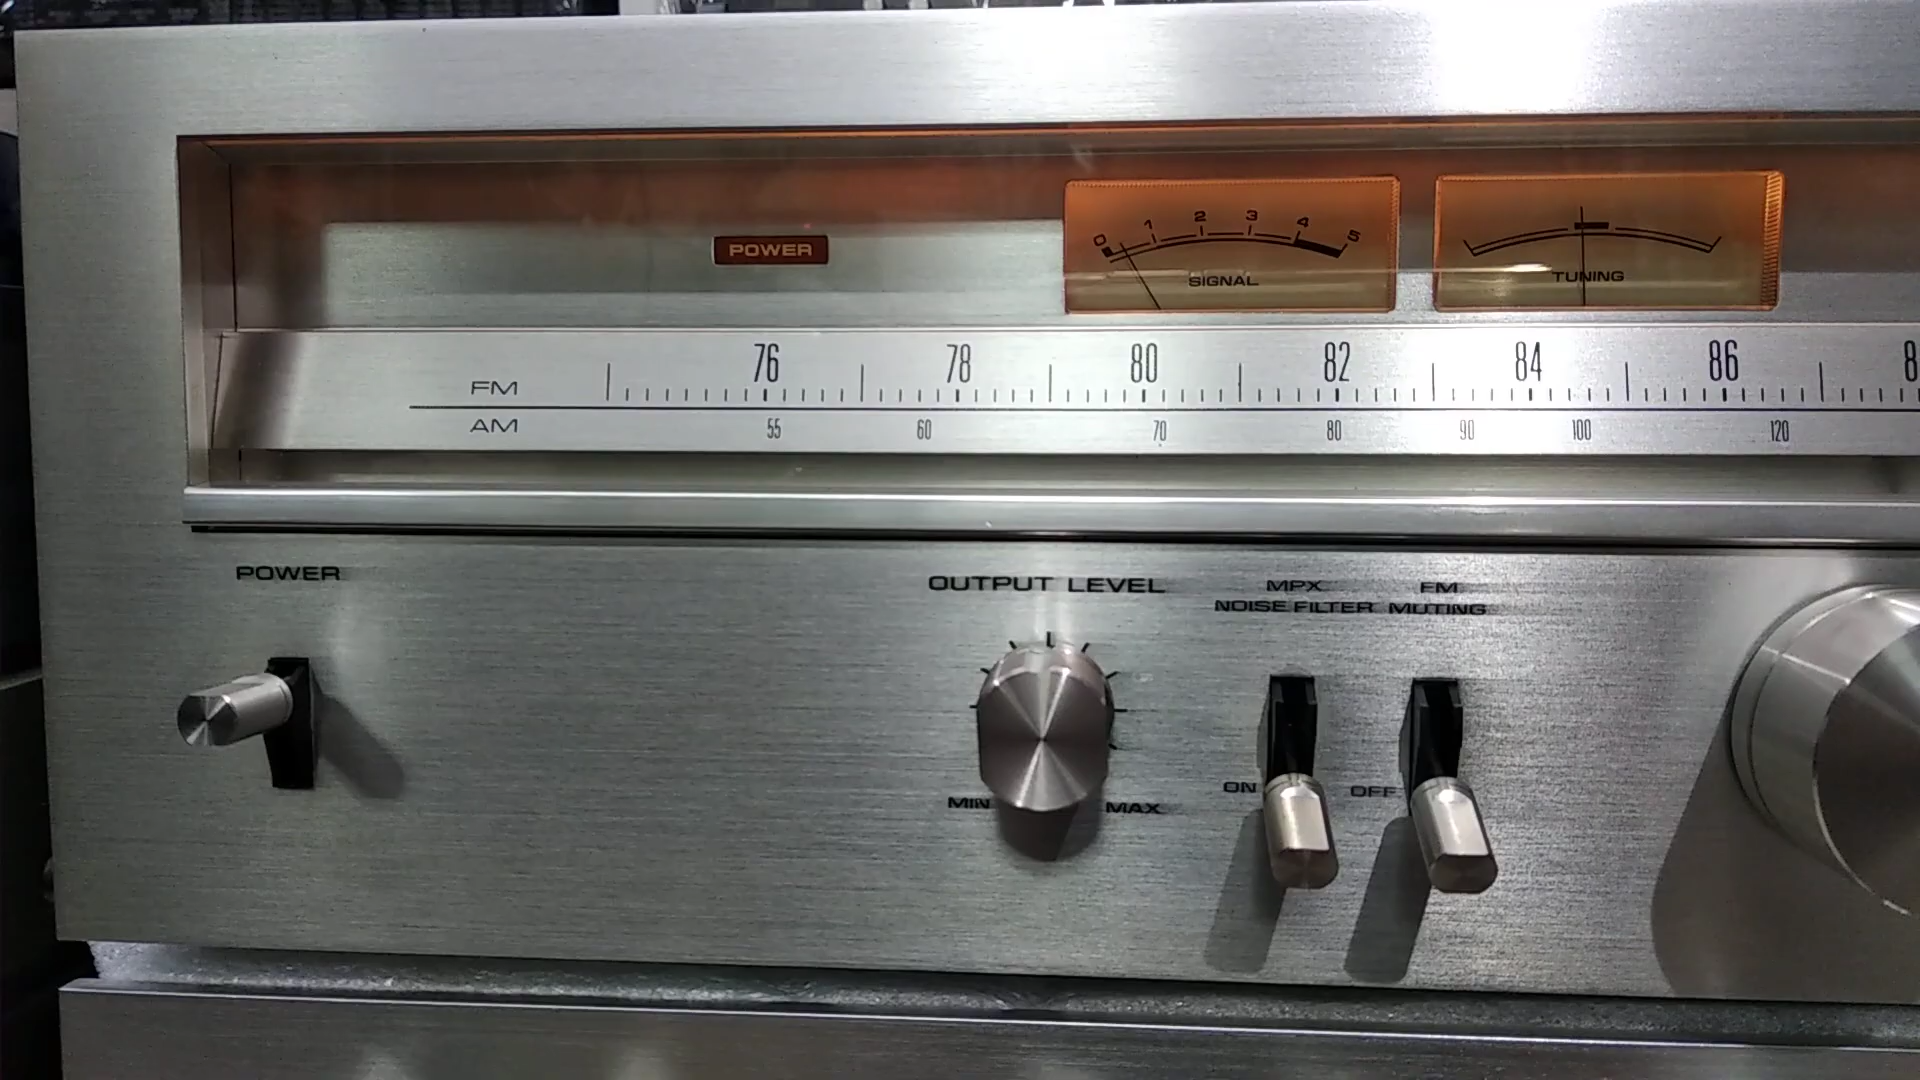 POWER
0 1 2 3 4 5
SIGNAL
TUNING
FM 76 78 80 82 84 86
AM 55 60 70 80 90 100 120
POWER
OUTPUT LEVEL
MIN MAX
MPX
NOISE FILTER
ON
FM
MUTING
OFF